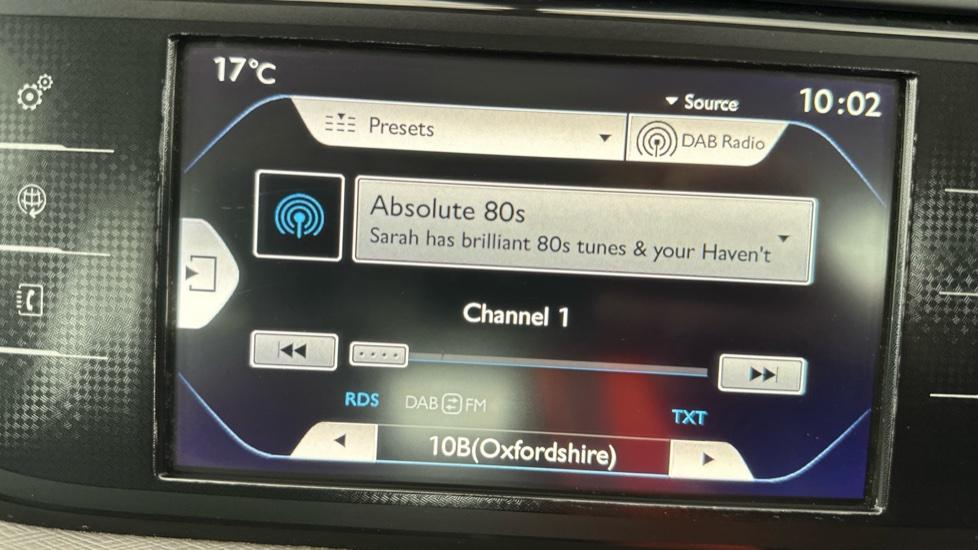 17°C
Source
10:02
Presets
DAB Radio
Absolute 80s
Sarah has brilliant 80s tunes & your Haven't
Channel 1
RDS
DAB FM
TXT
10B(Oxfordshire)